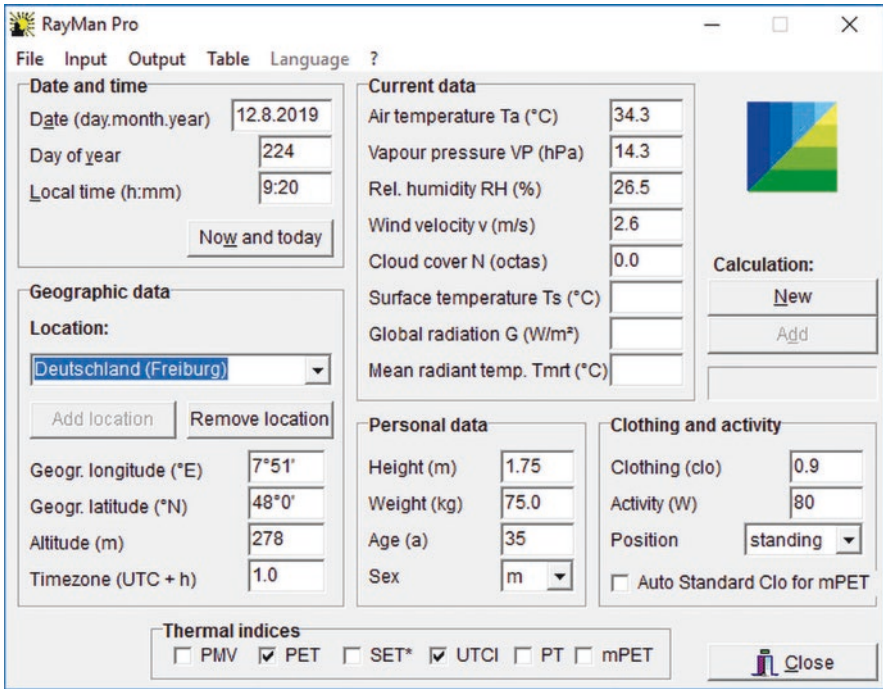 RayMan Pro
File Input Output Table Language ?
Date and time
Date (day.month.year) 12.8.2019
Day of year 224
Local time (h:mm) 9:20
Now and today
Geographic data
Location:
Deutschland (Freiburg)
Add location Remove location
Geogr. longitude (°E) 7°51'
Geogr. latitude (°N) 48°0'
Altitude (m) 278
Timezone (UTC + h) 1.0
Current data
Air temperature Ta (°C) 34.3
Vapour pressure VP (hPa) 14.3
Rel. humidity RH (%) 26.5
Wind velocity v (m/s) 2.6
Cloud cover N (octas) 0.0
Surface temperature Ts (°C)
Global radiation G (W/m²)
Mean radiant temp. Tmrt (°C)
Calculation:
New
Add
Personal data
Height (m) 1.75
Weight (kg) 75.0
Age (a) 35
Sex m
Clothing and activity
Clothing (clo) 0.9
Activity (W) 80
Position standing
Auto Standard Clo for mPET
Thermal indices
PMV PET SET* UTCI PT mPET
Close